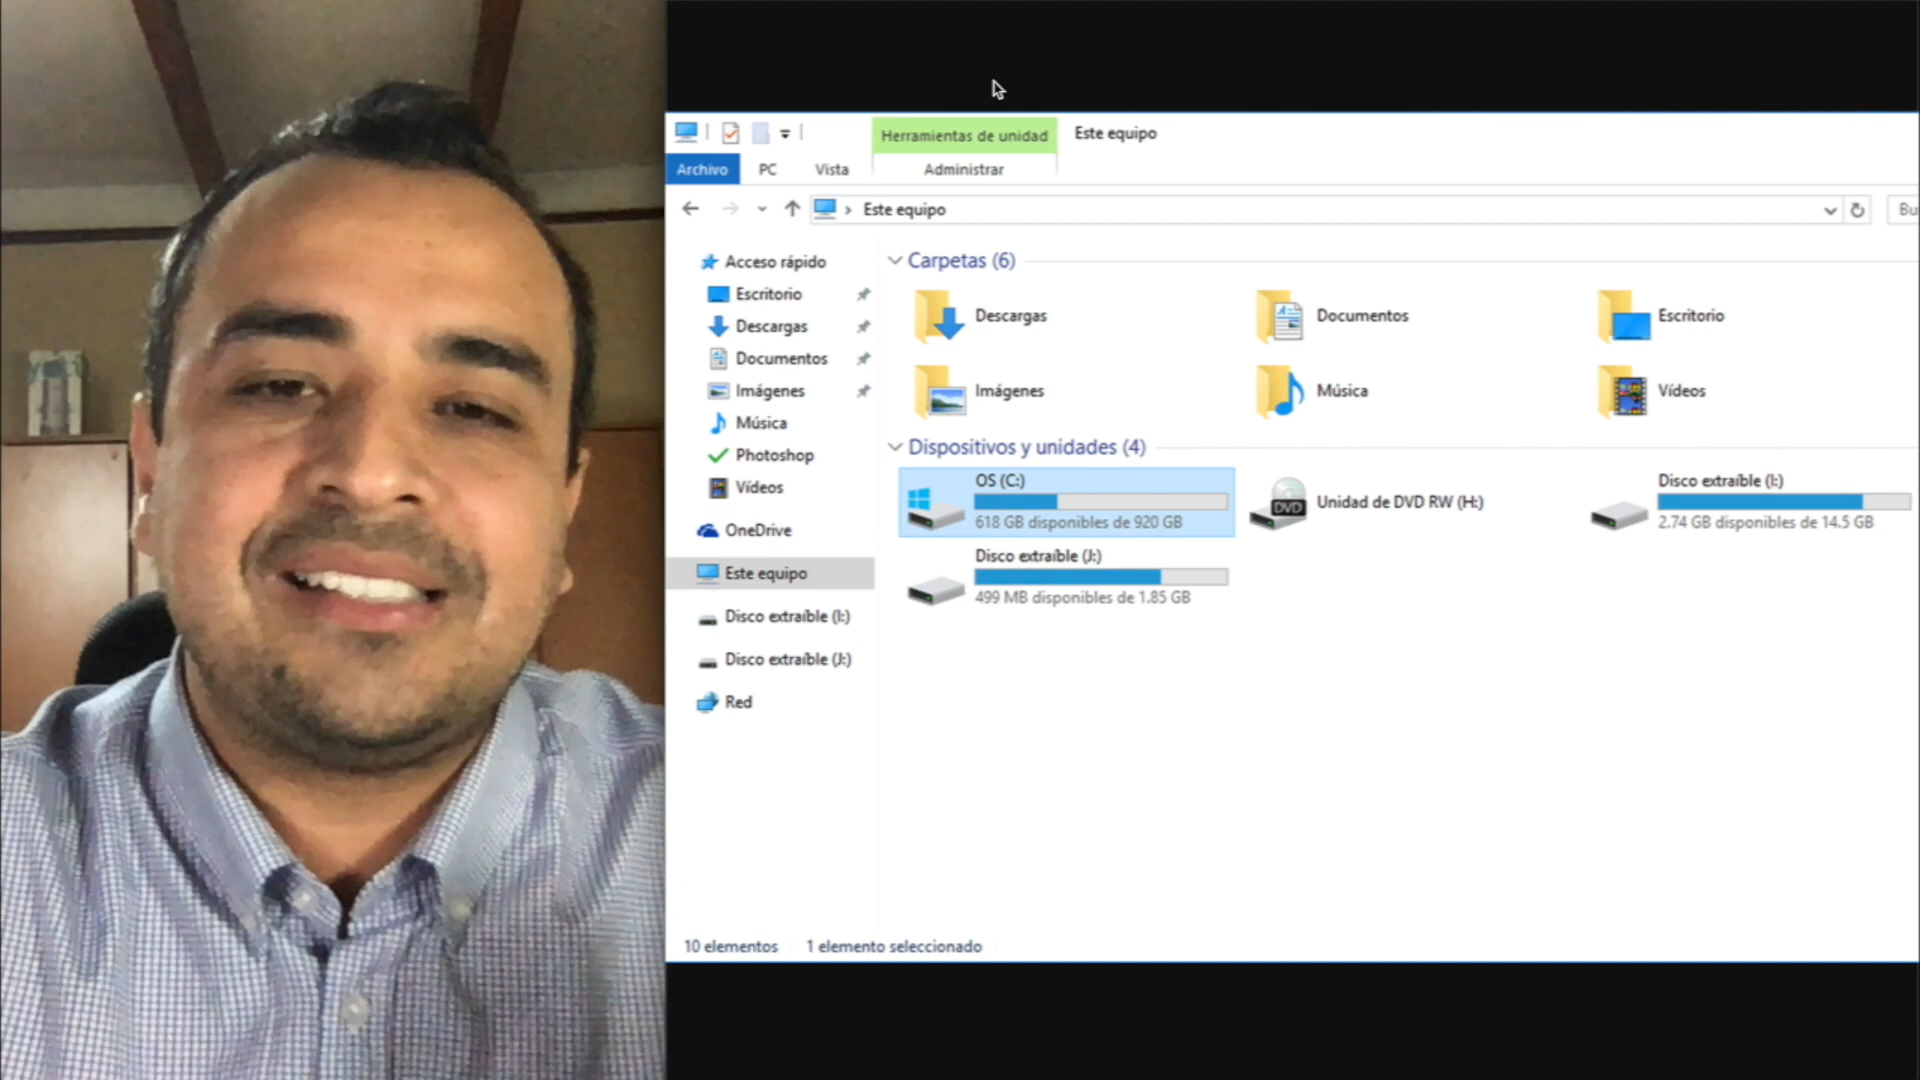 Herramientas de unidad
Este equipo
Archivo
PC
Vista
Administrar
Este equipo
Bu
Acceso rápido
Escritorio
Descargas
Documentos
Imágenes
Música
Photoshop
Vídeos
OneDrive
Este equipo
Disco extraíble (I:)
Disco extraíble (J:)
Red
Carpetas (6)
Descargas
Documentos
Escritorio
Imágenes
Música
Vídeos
Dispositivos y unidades (4)
OS (C:)
618 GB disponibles de 920 GB
DVD
Unidad de DVD RW (H:)
Disco extraíble (I:)
2.74 GB disponibles de 14.5 GB
Disco extraíble (J:)
499 MB disponibles de 1.85 GB
10 elementos
1 elemento seleccionado